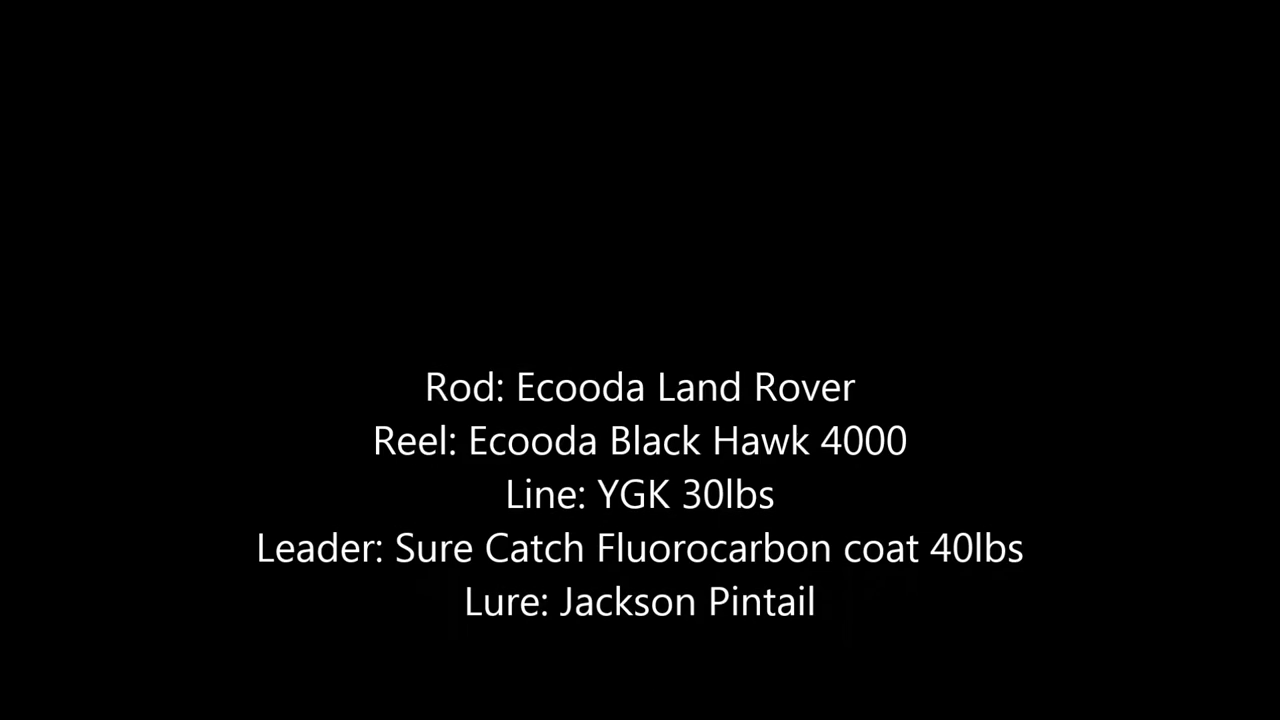 Rod: Ecooda Land Rover
Reel: Ecooda Black Hawk 4000
Line: YGK 30lbs
Leader: Sure Catch Fluorocarbon coat 40lbs
Lure: Jackson Pintail